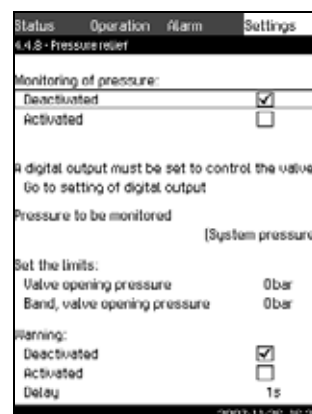 Status Operation Alarm Settings
4.4.8 - Pressure relief
Monitoring of pressure:
Deactivated
Activated
A digital output must be set to control the valve
Go to setting of digital output
Pressure to be monitored
[System pressure
Set the limits:
Valve opening pressure 0bar
Band, valve opening pressure 0bar
Warning:
Deactivated
Activated
Delay 1s